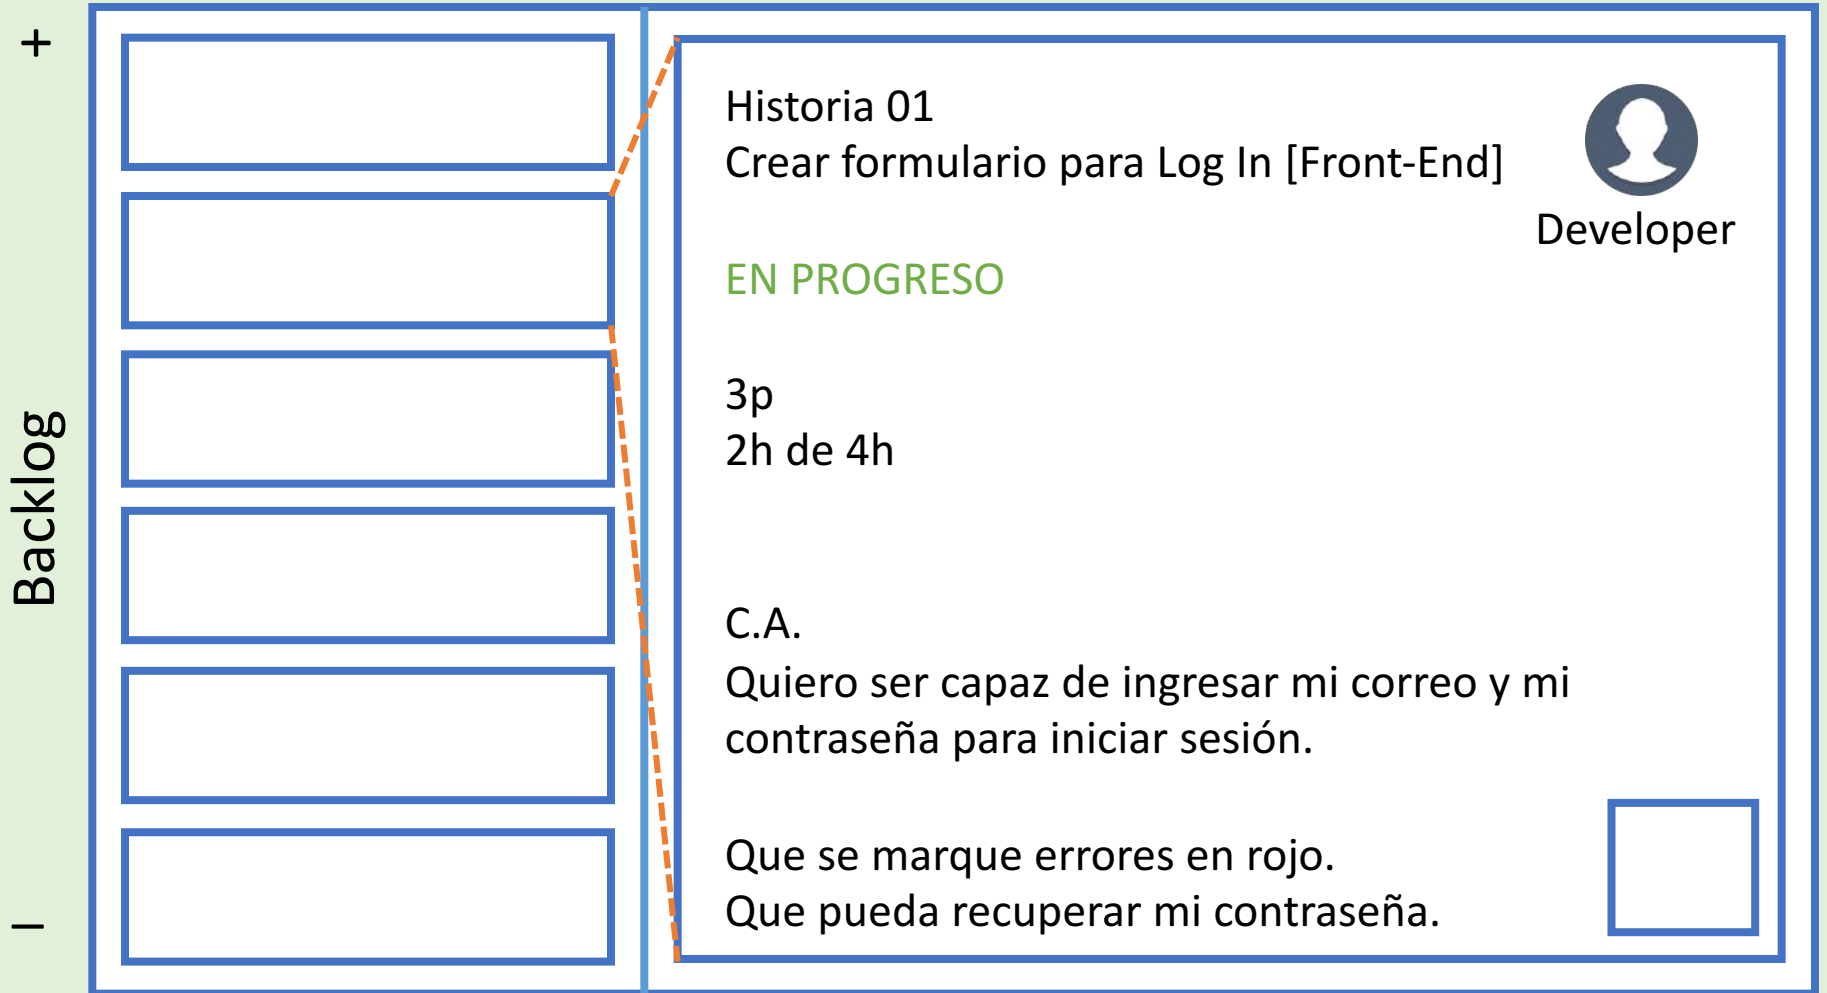 +
Backlog
–
Historia 01
Crear formulario para Log In [Front-End]
Developer
EN PROGRESO
3p
2h de 4h
C.A.
Quiero ser capaz de ingresar mi correo y mi
contraseña para iniciar sesión.
Que se marque errores en rojo.
Que pueda recuperar mi contraseña.